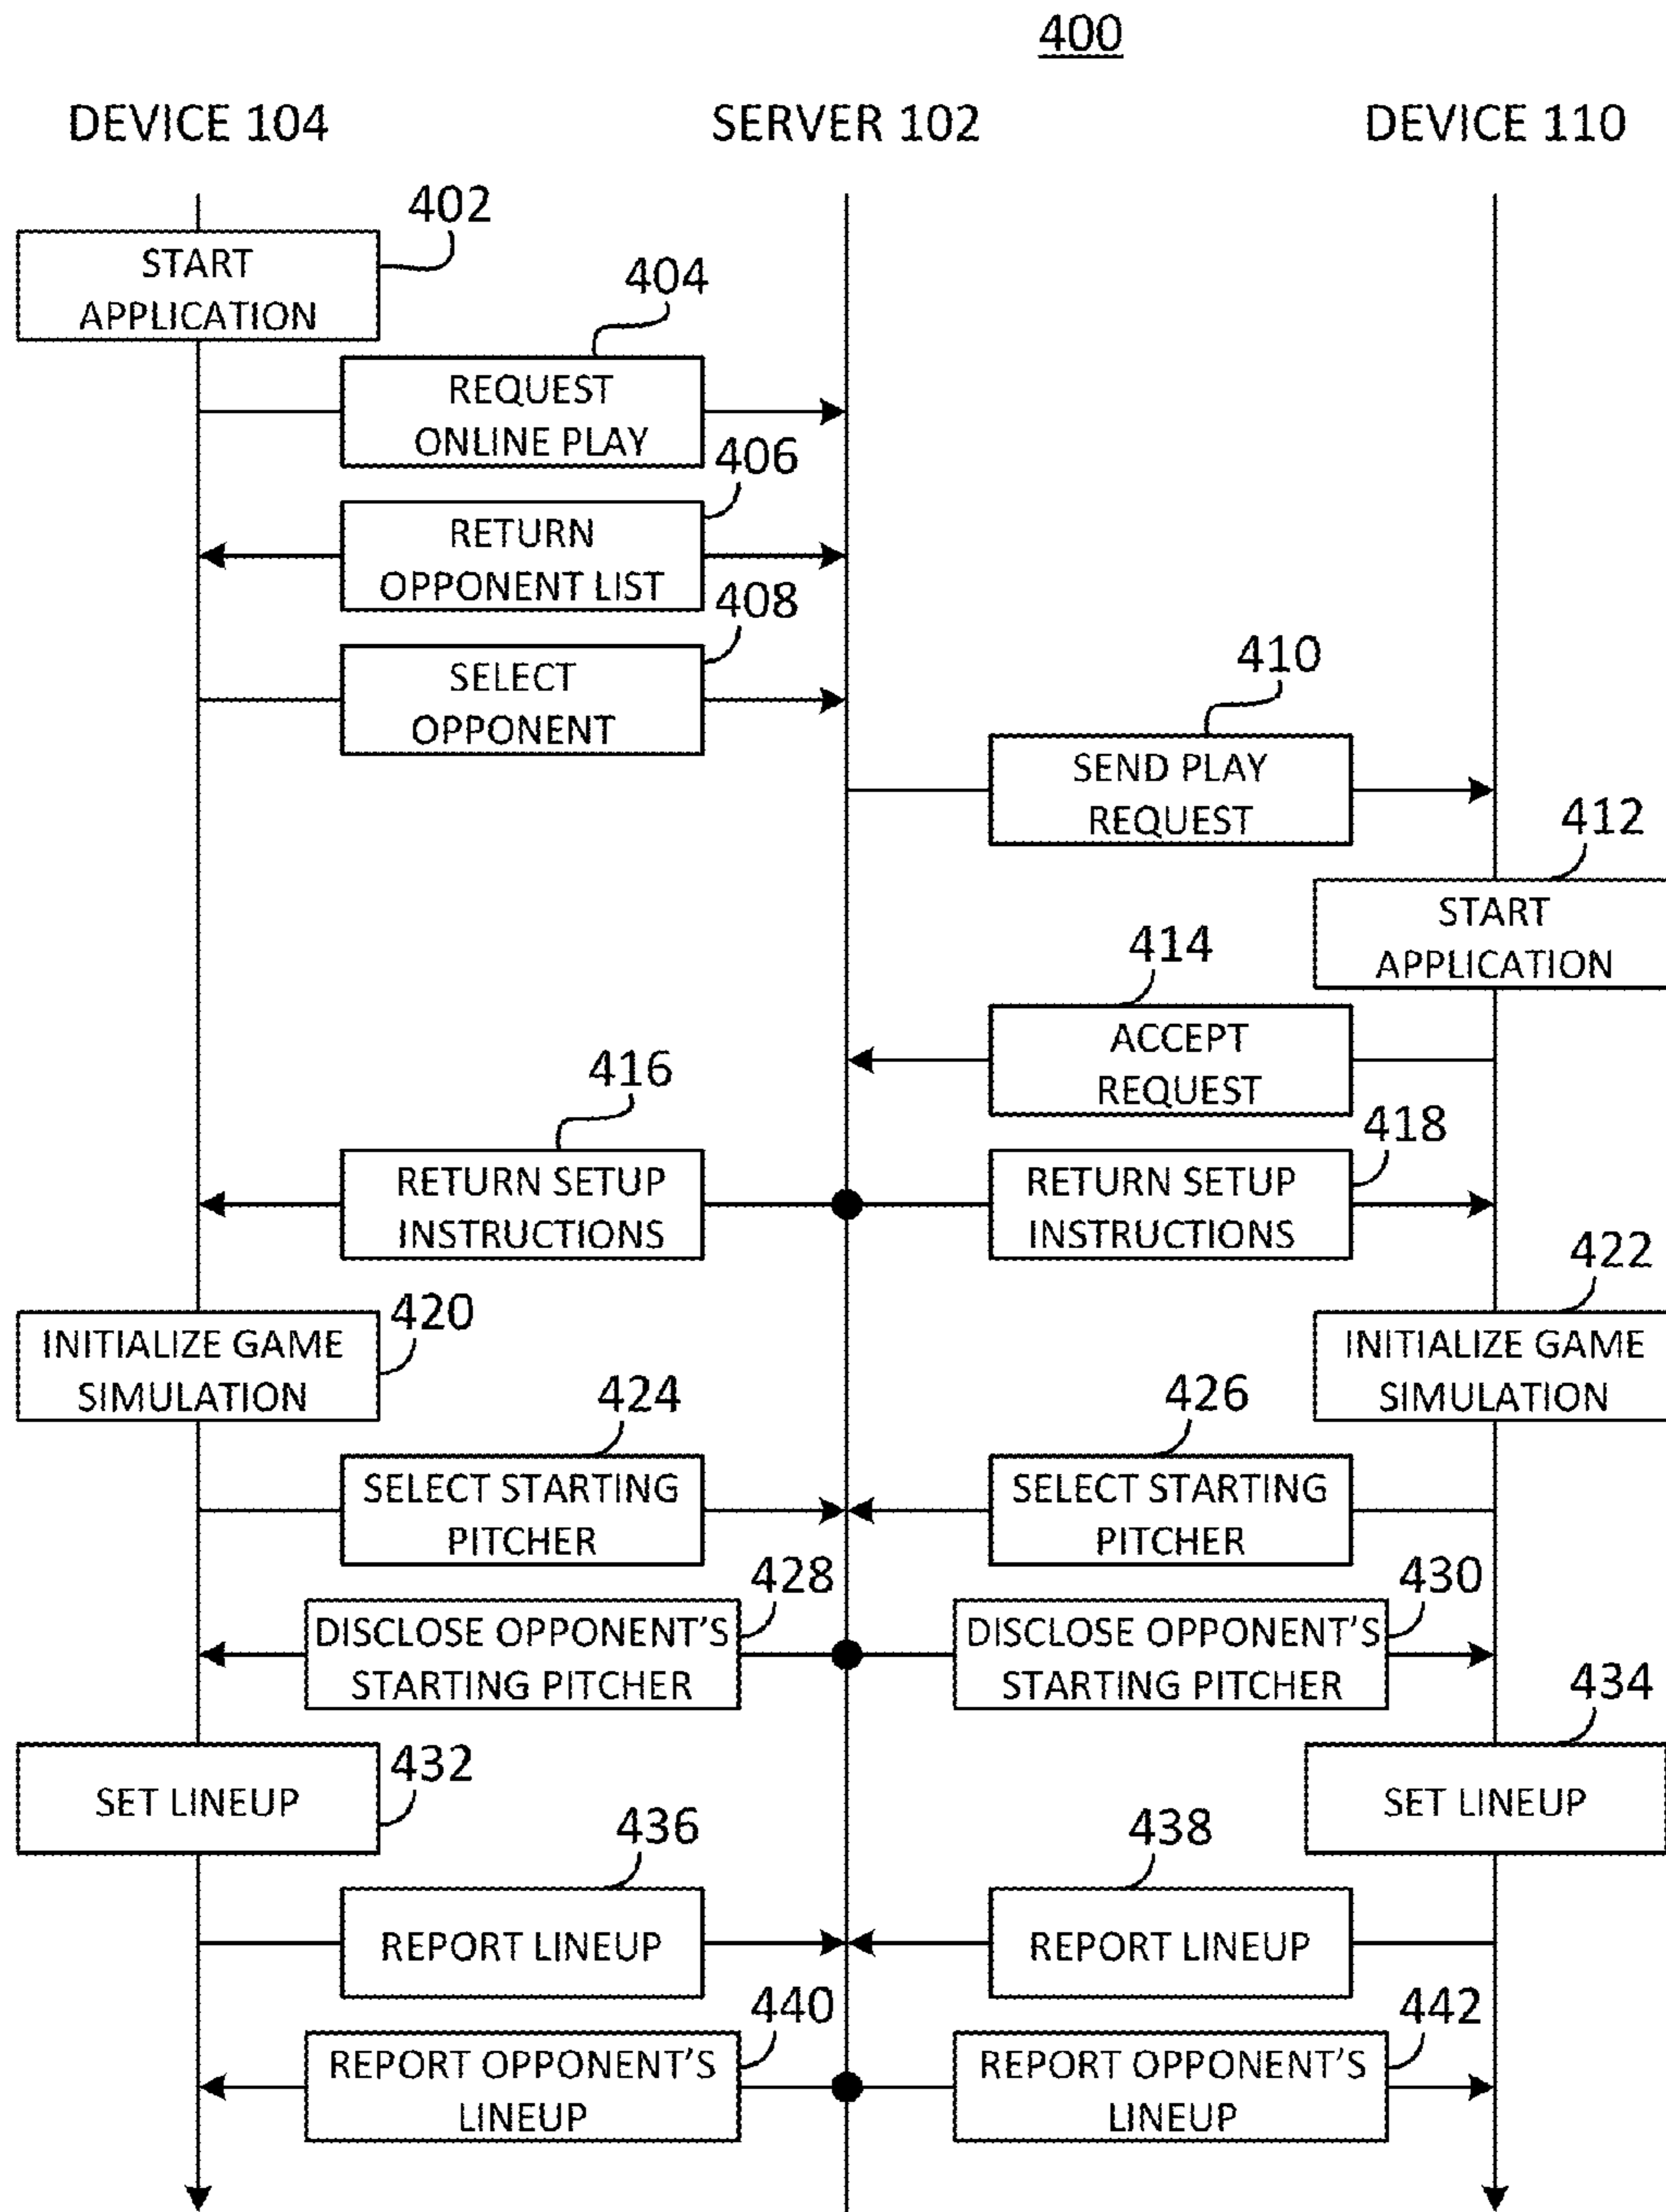 400
DEVICE 104
SERVER 102
DEVICE 110
402
START
APPLICATION
404
REQUEST
ONLINE PLAY
406
RETURN
OPPONENT LIST
408
SELECT
OPPONENT
410
SEND PLAY
REQUEST
412
START
APPLICATION
414
ACCEPT
REQUEST
416
RETURN SETUP
INSTRUCTIONS
418
RETURN SETUP
INSTRUCTIONS
420
INITIALIZE GAME
SIMULATION
422
INITIALIZE GAME
SIMULATION
424
SELECT STARTING
PITCHER
426
SELECT STARTING
PITCHER
428
DISCLOSE OPPONENT'S
STARTING PITCHER
430
DISCLOSE OPPONENT'S
STARTING PITCHER
432
SET LINEUP
434
SET LINEUP
436
REPORT LINEUP
438
REPORT LINEUP
440
REPORT OPPONENT'S
LINEUP
442
REPORT OPPONENT'S
LINEUP